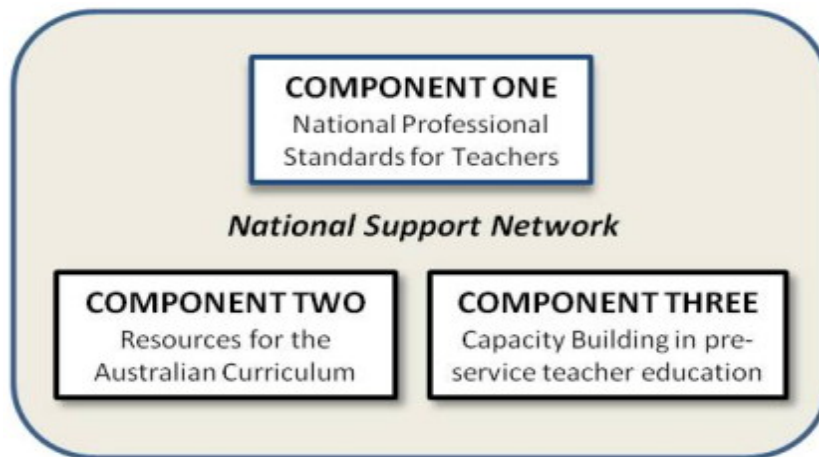 COMPONENT ONE
National Professional
Standards for Teachers
National Support Network
COMPONENT TWO
Resources for the
Australian Curriculum
COMPONENT THREE
Capacity Building in pre-
service teacher education